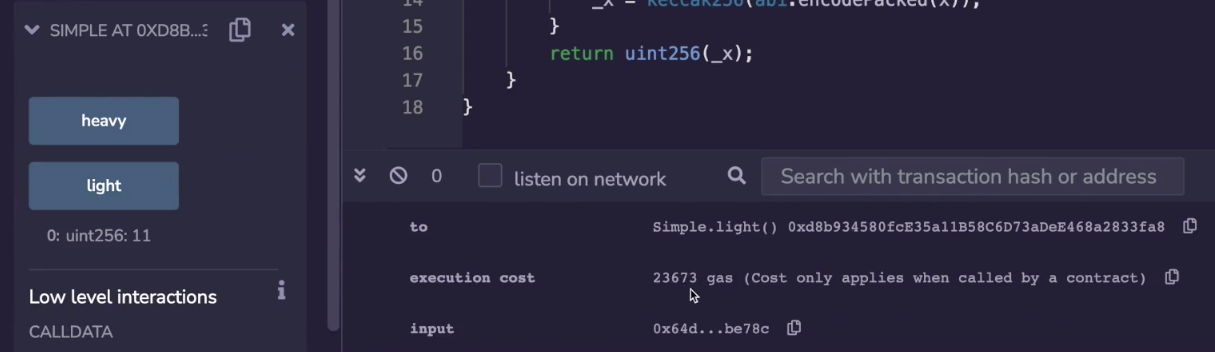 SIMPLE AT 0XD8B...3
heavy
light
0: uint256: 11
Low level interactions
CALLDATA
14 _x = keccak256(abi.encodePacked(x));
15 }
16 return uint256(_x);
17 }
18 }
0 listen on network Search with transaction hash or address
to Simple.light() 0xd8b934580fcE35a11B58C6D73aDeE468a2833fa8
execution cost 23673 gas (Cost only applies when called by a contract)
input 0x64d...be78c